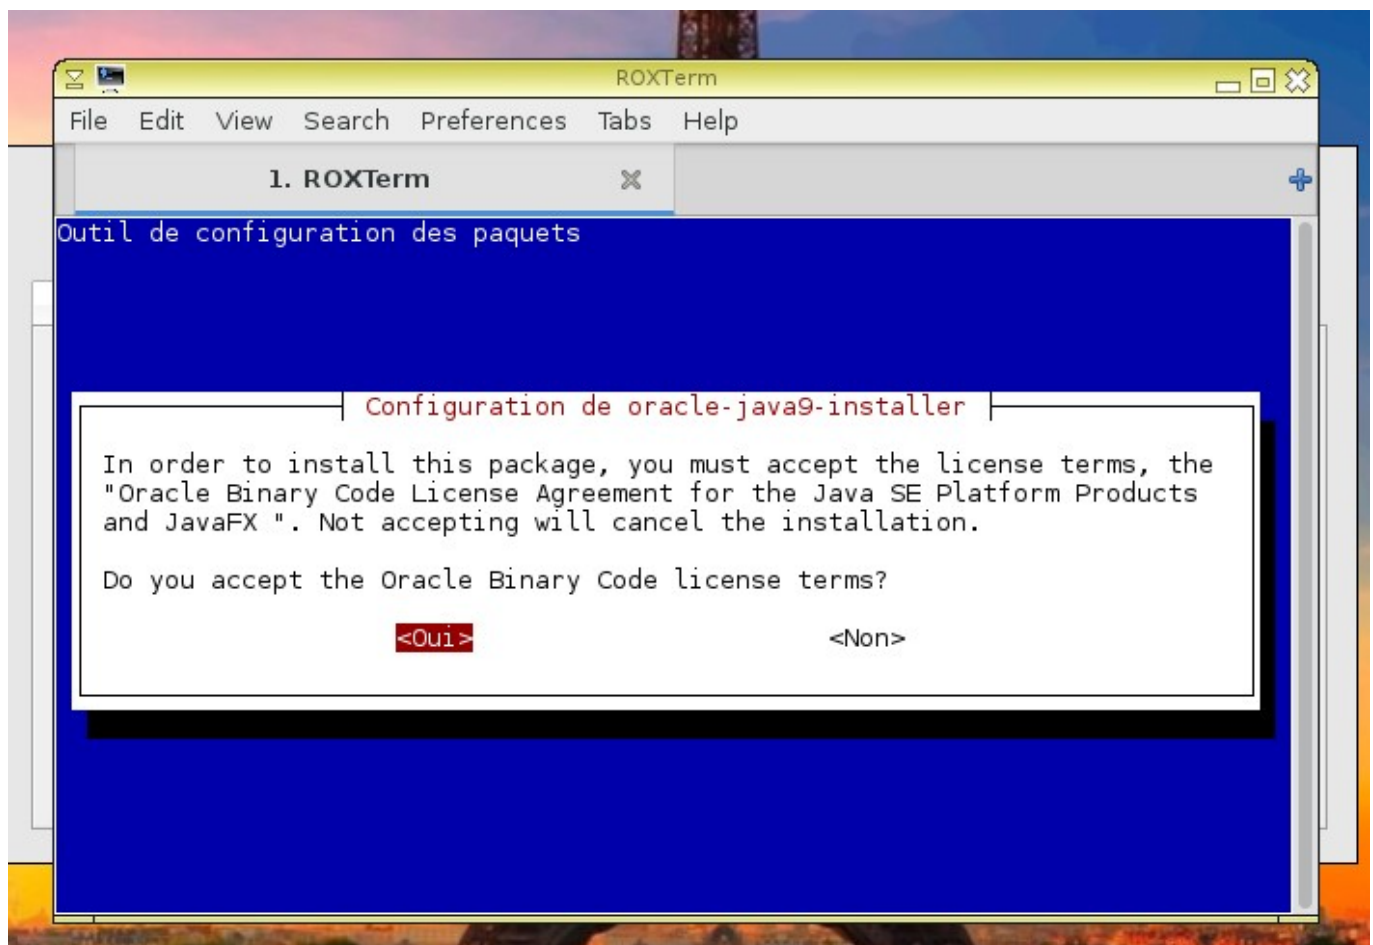 ROXTerm
File Edit View Search Preferences Tabs Help
1. ROXTerm
Outil de configuration des paquets
Configuration de oracle-java9-installer
In order to install this package, you must accept the license terms, the
"Oracle Binary Code License Agreement for the Java SE Platform Products
and JavaFX ". Not accepting will cancel the installation.
Do you accept the Oracle Binary Code license terms?
<Oui> <Non>